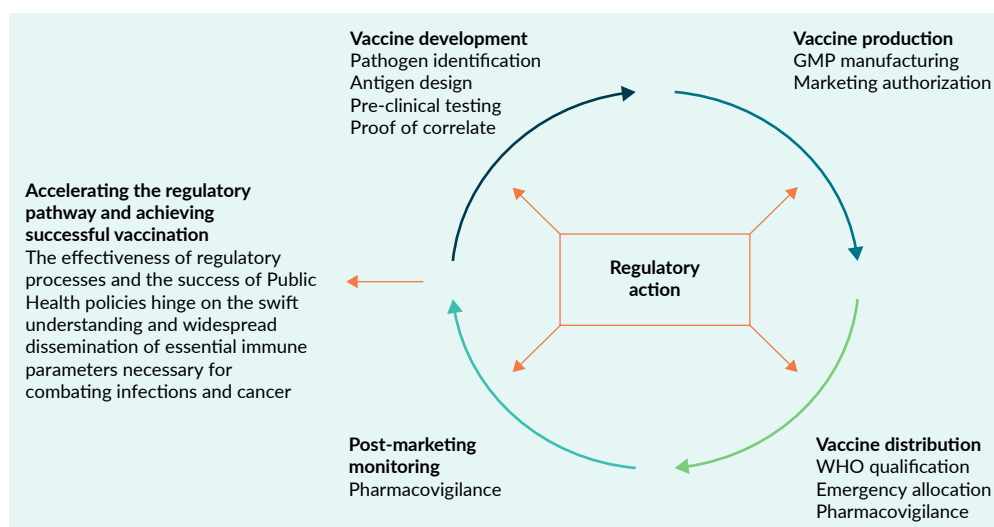 Vaccine development
Pathogen identification
Antigen design
Pre-clinical testing
Proof of correlate
Vaccine production
GMP manufacturing
Marketing authorization
Accelerating the regulatory
pathway and achieving
successful vaccination
The effectiveness of regulatory
processes and the success of Public
Health policies hinge on the swift
understanding and widespread
dissemination of essential immune
parameters necessary for
combating infections and cancer
Regulatory
action
Post-marketing
monitoring
Pharmacovigilance
Vaccine distribution
WHO qualification
Emergency allocation
Pharmacovigilance